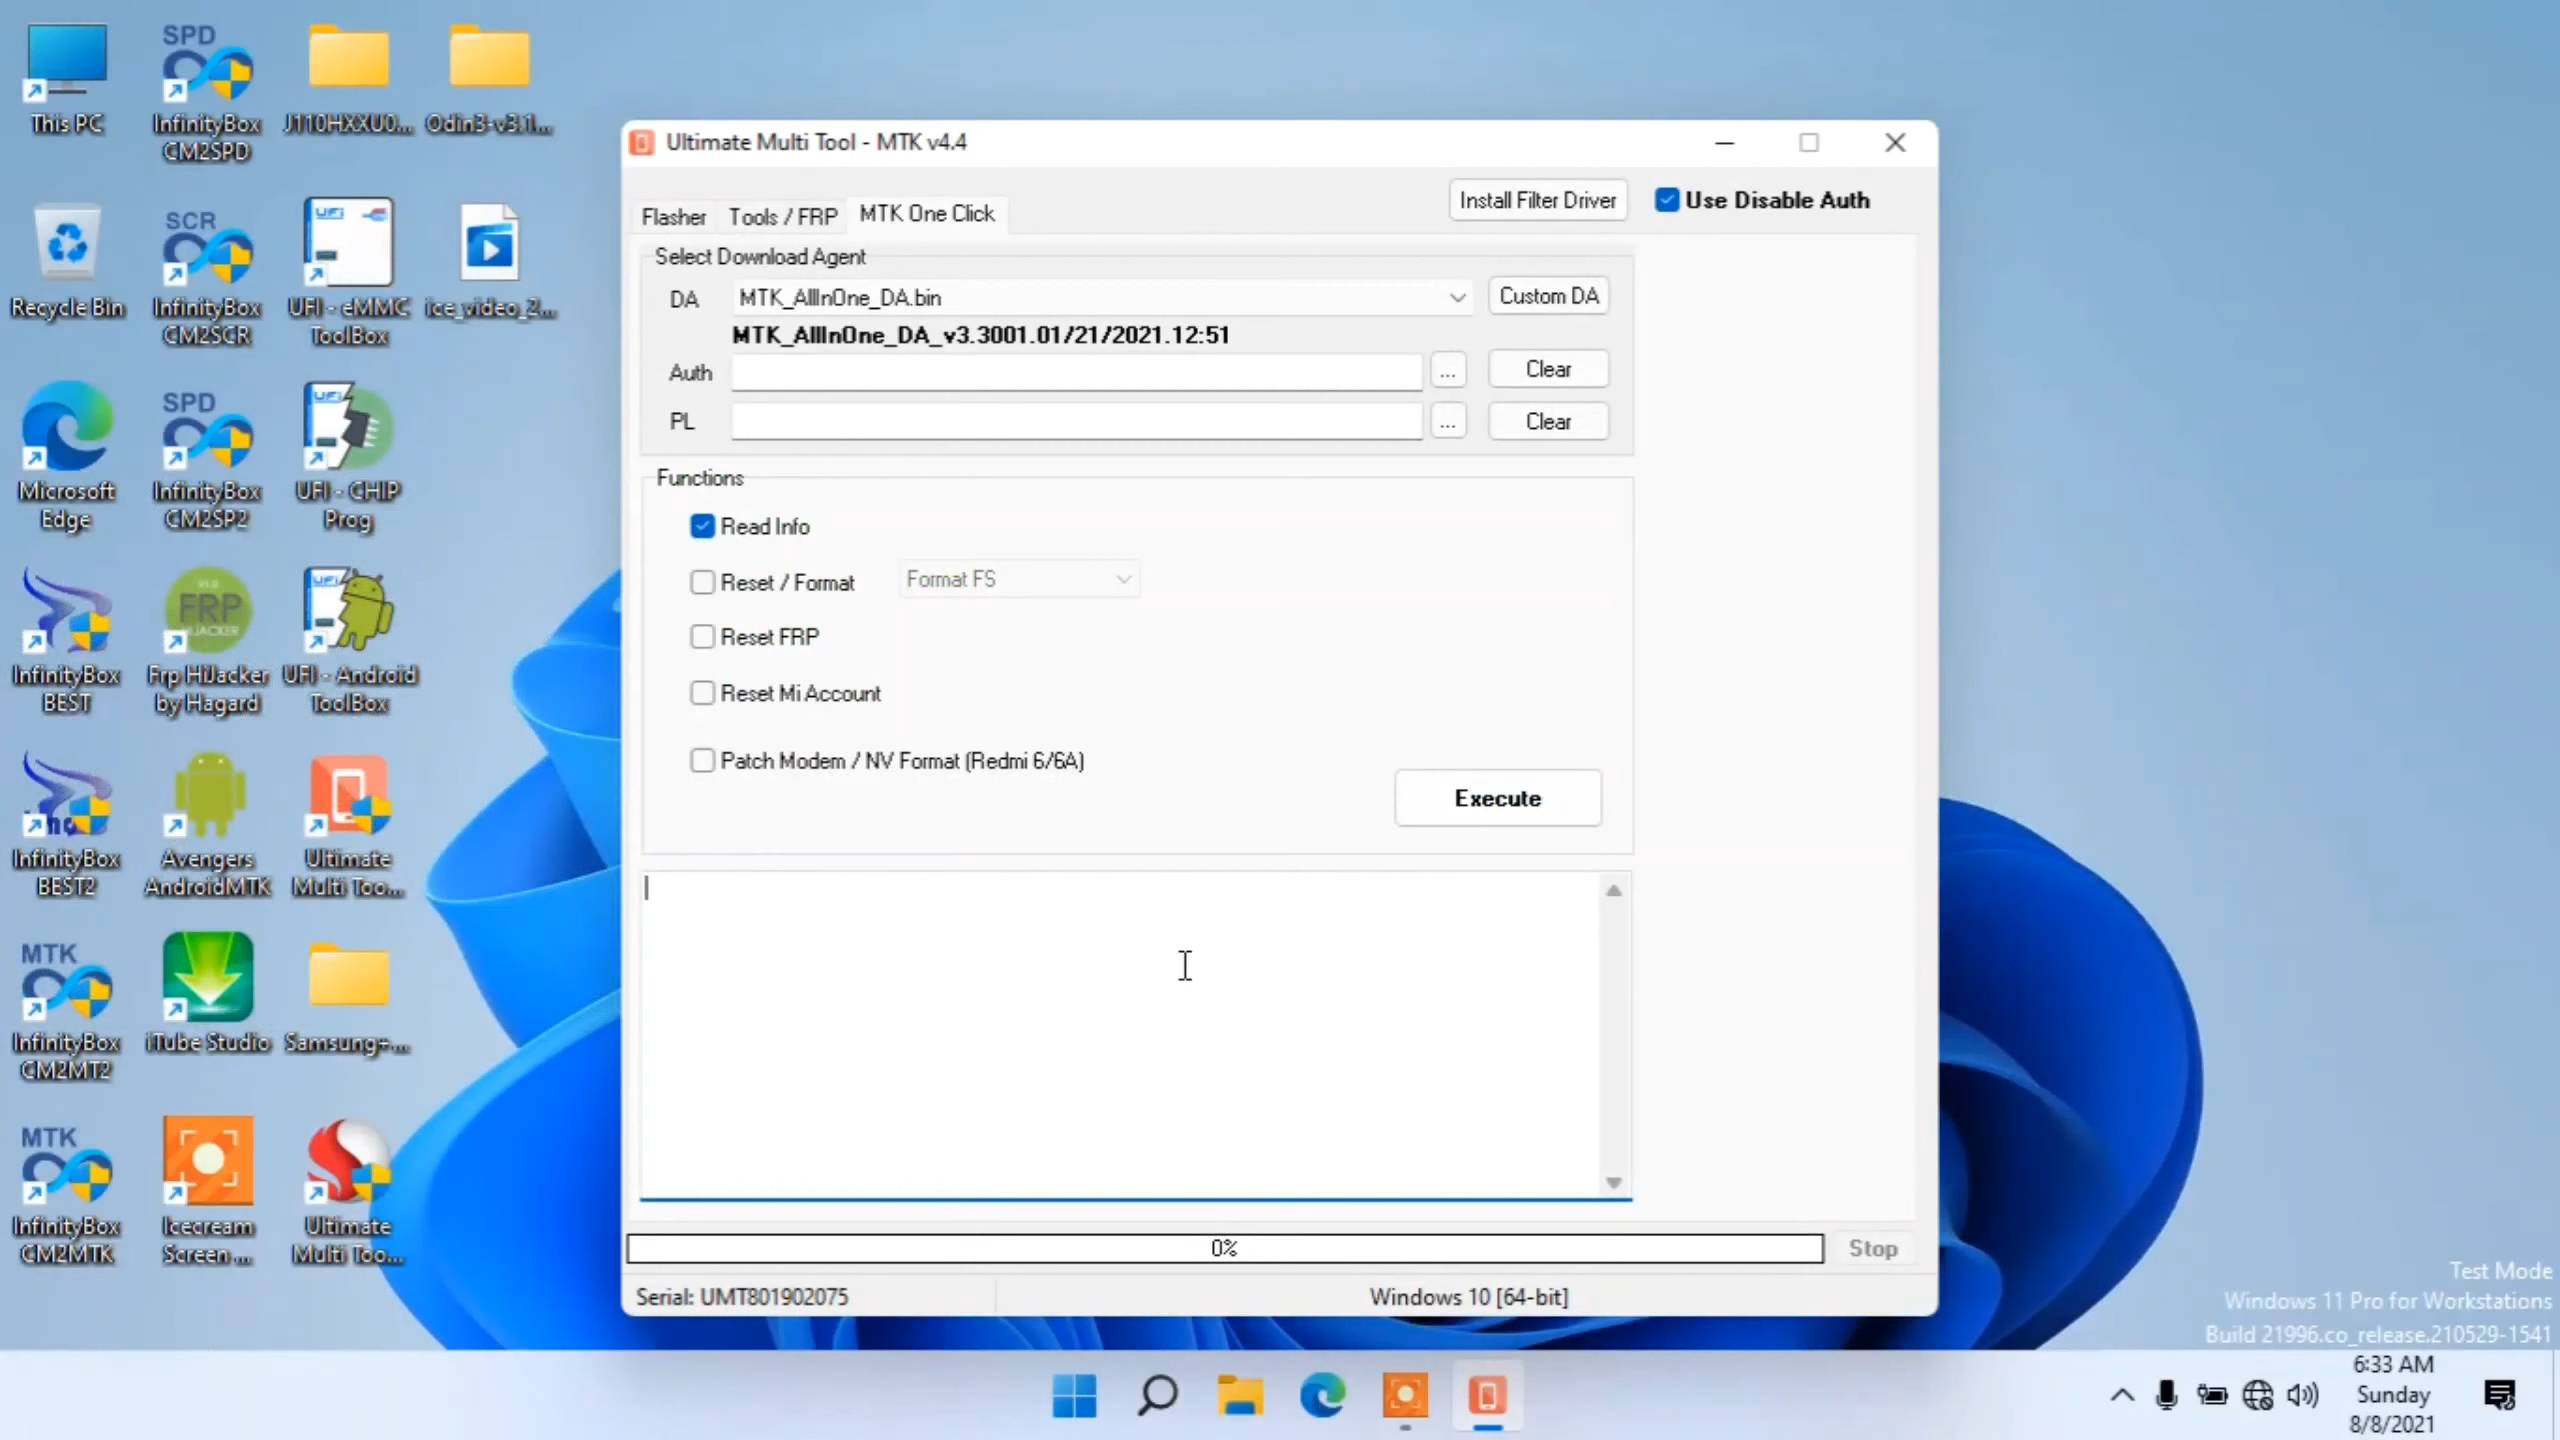 This PC
SPD
InfinityBox
CM2SPD
J110HXXU0...
Odin3-v3.1...
Recycle Bin
SCR
InfinityBox
CM2SCR
UFi
UFI - eMMC
ToolBox
ice_video_2...
Microsoft
Edge
SPD
InfinityBox
CM2SP2
UFi
UFI - CHIP
Prog
InfinityBox
BEST
FRP
HIJACKER
Frp HiJacker
by Hagard
UFi
UFI - Android
ToolBox
InfinityBox
BEST2
Avengers
AndroidMTK
Ultimate
Multi Too...
MTK
InfinityBox
CM2MT2
iTube Studio
Samsung+...
MTK
InfinityBox
CM2MTK
Icecream
Screen ...
Ultimate
Multi Too...
Ultimate Multi Tool - MTK v4.4
Flasher
Tools / FRP
MTK One Click
Install Filter Driver
Use Disable Auth
Select Download Agent
DA
MTK_AllInOne_DA.bin
Custom DA
MTK_AllInOne_DA_v3.3001.01/21/2021.12:51
Auth
...
Clear
PL
...
Clear
Functions
Read Info
Reset / Format
Format FS
Reset FRP
Reset Mi Account
Patch Modem / NV Format (Redmi 6/6A)
Execute
0%
Stop
Serial: UMT801902075
Windows 10 [64-bit]
Test Mode
Windows 11 Pro for Workstations
Build 21996.co_release.210529-1541
6:33 AM
Sunday
8/8/2021